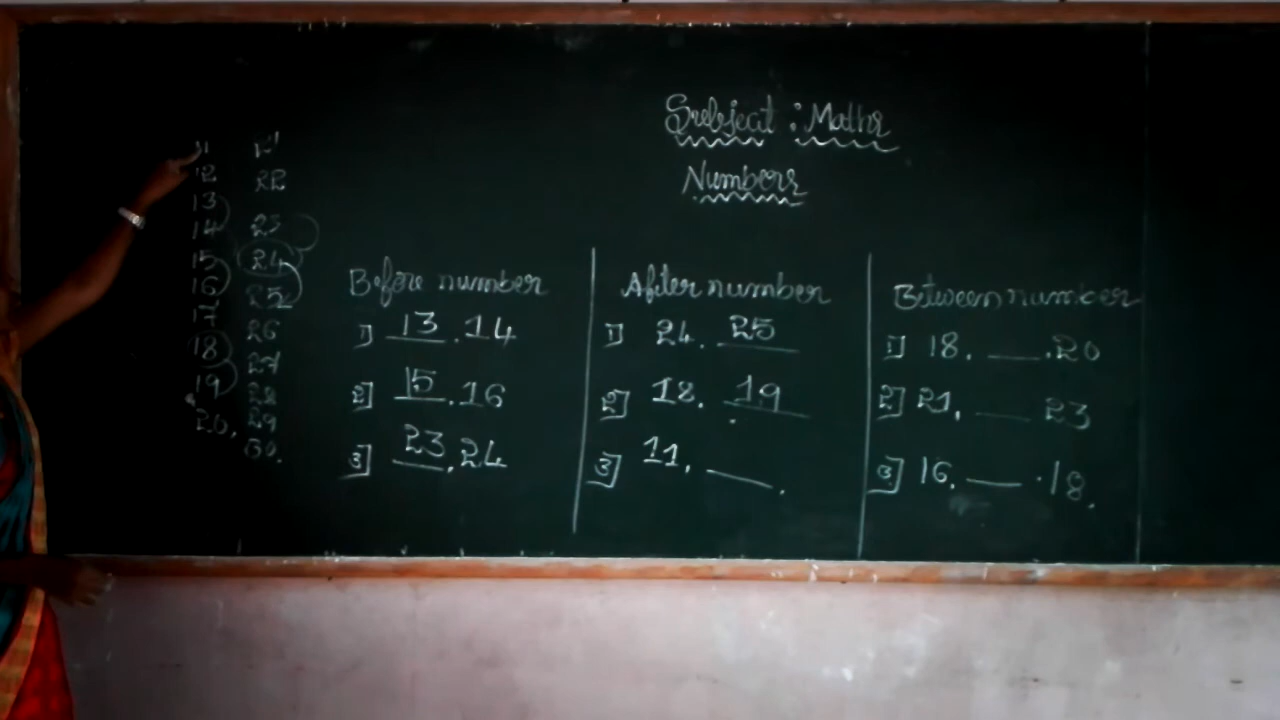 Subject : Maths
Numbers
11
12
13
14
15
16
17
18
19
20.
22
23
24
25
26
27
28
29
30.
Before number
1] 13 . 14
2] 15 . 16
3] 23 . 24
After number
1] 24. 25
2] 18. 19
3] 11. ___.
Between number
1] 18. ___ .20
2] 21, ___ 23
3] 16. ___ .18.